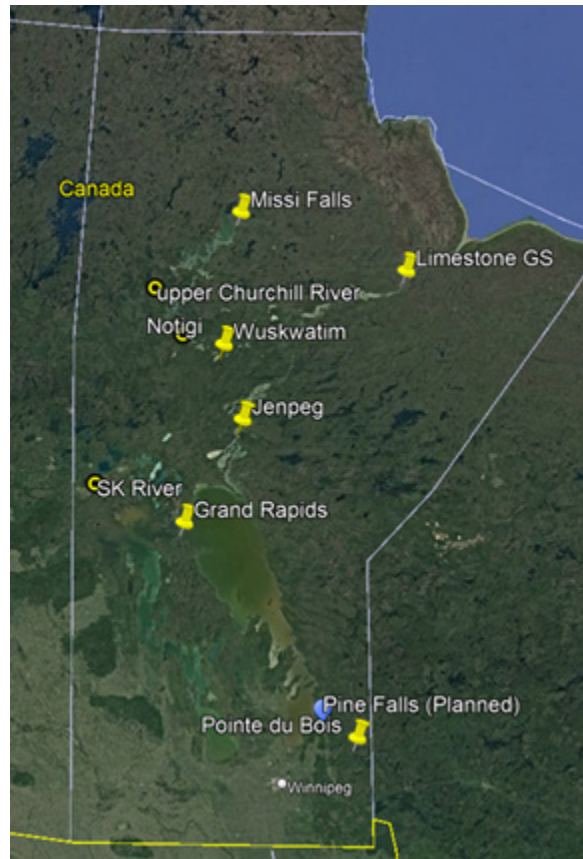 Canada
Missi Falls
Limestone GS
upper Churchill River
Notigi
Wuskwatim
Jenpeg
SK River
Grand Rapids
Pine Falls (Planned)
Pointe du Bois
Winnipeg